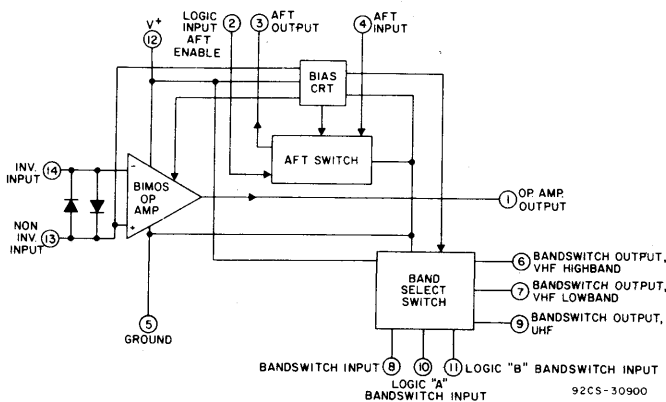 V+
12
LOGIC
INPUT
AFT
ENABLE
2
3
AFT
OUTPUT
4
AFT
INPUT
BIAS
CRT
AFT SWITCH
INV.
INPUT
14
-
BIMOS
OP
AMP
+
NON
INV.
INPUT
13
1
OP. AMP.
OUTPUT
5
GROUND
BAND
SELECT
SWITCH
6
BANDSWITCH OUTPUT,
VHF HIGHBAND
7
BANDSWITCH OUTPUT,
VHF LOWBAND
9
BANDSWITCH OUTPUT,
UHF
BANDSWITCH INPUT 8
10
LOGIC "A"
BANDSWITCH INPUT
11 LOGIC "B" BANDSWITCH INPUT
92CS-30900